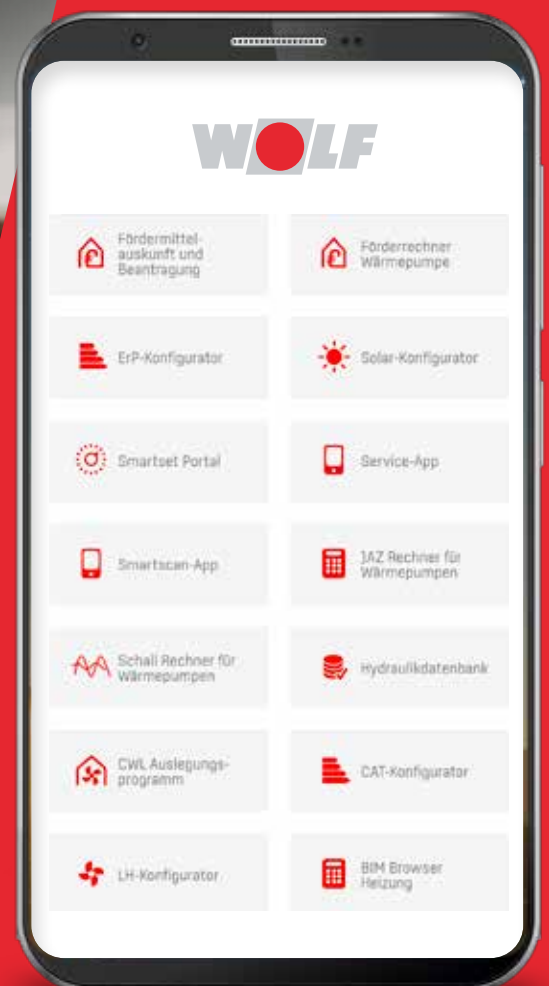 WOLF
Fördermittel-
auskunft und
Beantragung
Förderrechner
Wärmepumpe
ErP-Konfigurator
Solar-Konfigurator
Smartset Portal
Service-App
Smartscan-App
JAZ Rechner für
Wärmepumpen
Schall Rechner für
Wärmepumpen
Hydraulikdatenbank
CWL Auslegungs-
programm
CAT-Konfigurator
LH-Konfigurator
BIM Browser
Heizung